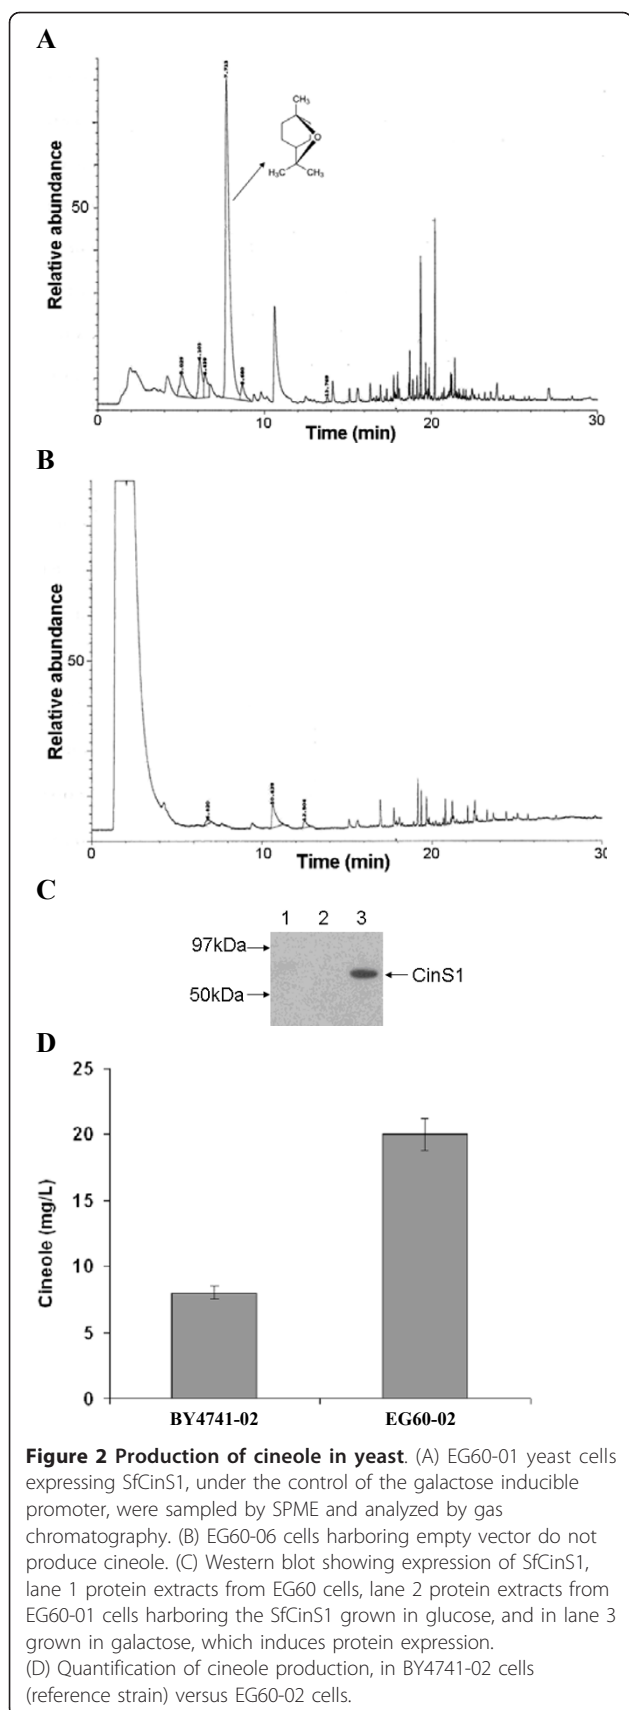 A
CH₃
O
H₃C CH₃
Relative abundance
50
0 10 20 30
Time (min)
B
Relative abundance
50
0 10 20 30
Time (min)
C
1 2 3
97kDa
CinS1
50kDa
D
25
20
15
10
5
0
Cineole (mg/L)
BY4741-02 EG60-02
Figure 2 Production of cineole in yeast. (A) EG60-01 yeast cells
expressing SfCinS1, under the control of the galactose inducible
promoter, were sampled by SPME and analyzed by gas
chromatography. (B) EG60-06 cells harboring empty vector do not
produce cineole. (C) Western blot showing expression of SfCinS1,
lane 1 protein extracts from EG60 cells, lane 2 protein extracts from
EG60-01 cells harboring the SfCinS1 grown in glucose, and in lane 3
grown in galactose, which induces protein expression.
(D) Quantification of cineole production, in BY4741-02 cells
(reference strain) versus EG60-02 cells.